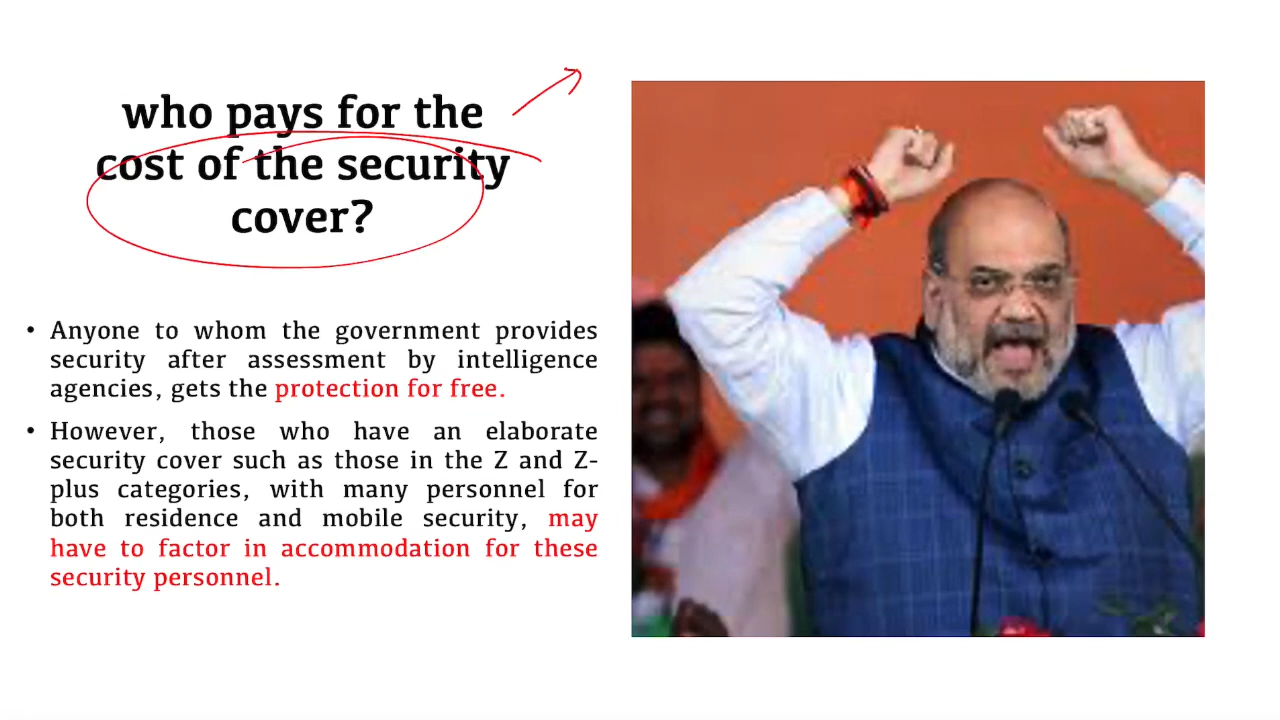 who pays for the
cost of the security
cover?
• Anyone to whom the government provides
security after assessment by intelligence
agencies, gets the protection for free.
• However, those who have an elaborate
security cover such as those in the Z and Z-
plus categories, with many personnel for
both residence and mobile security, may
have to factor in accommodation for these
security personnel.